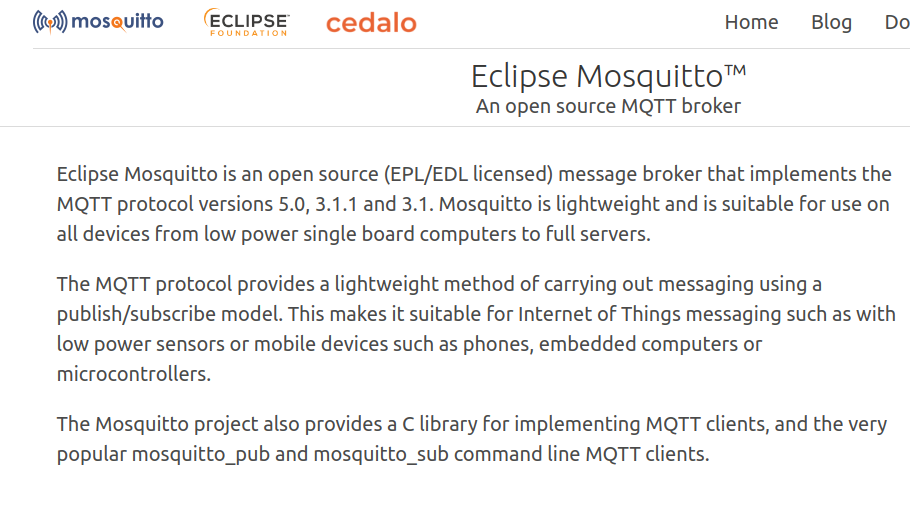 mosquitto ECLIPSE FOUNDATION cedalo Home Blog Do
Eclipse Mosquitto™
An open source MQTT broker
Eclipse Mosquitto is an open source (EPL/EDL licensed) message broker that implements the
MQTT protocol versions 5.0, 3.1.1 and 3.1. Mosquitto is lightweight and is suitable for use on
all devices from low power single board computers to full servers.
The MQTT protocol provides a lightweight method of carrying out messaging using a
publish/subscribe model. This makes it suitable for Internet of Things messaging such as with
low power sensors or mobile devices such as phones, embedded computers or
microcontrollers.
The Mosquitto project also provides a C library for implementing MQTT clients, and the very
popular mosquitto_pub and mosquitto_sub command line MQTT clients.